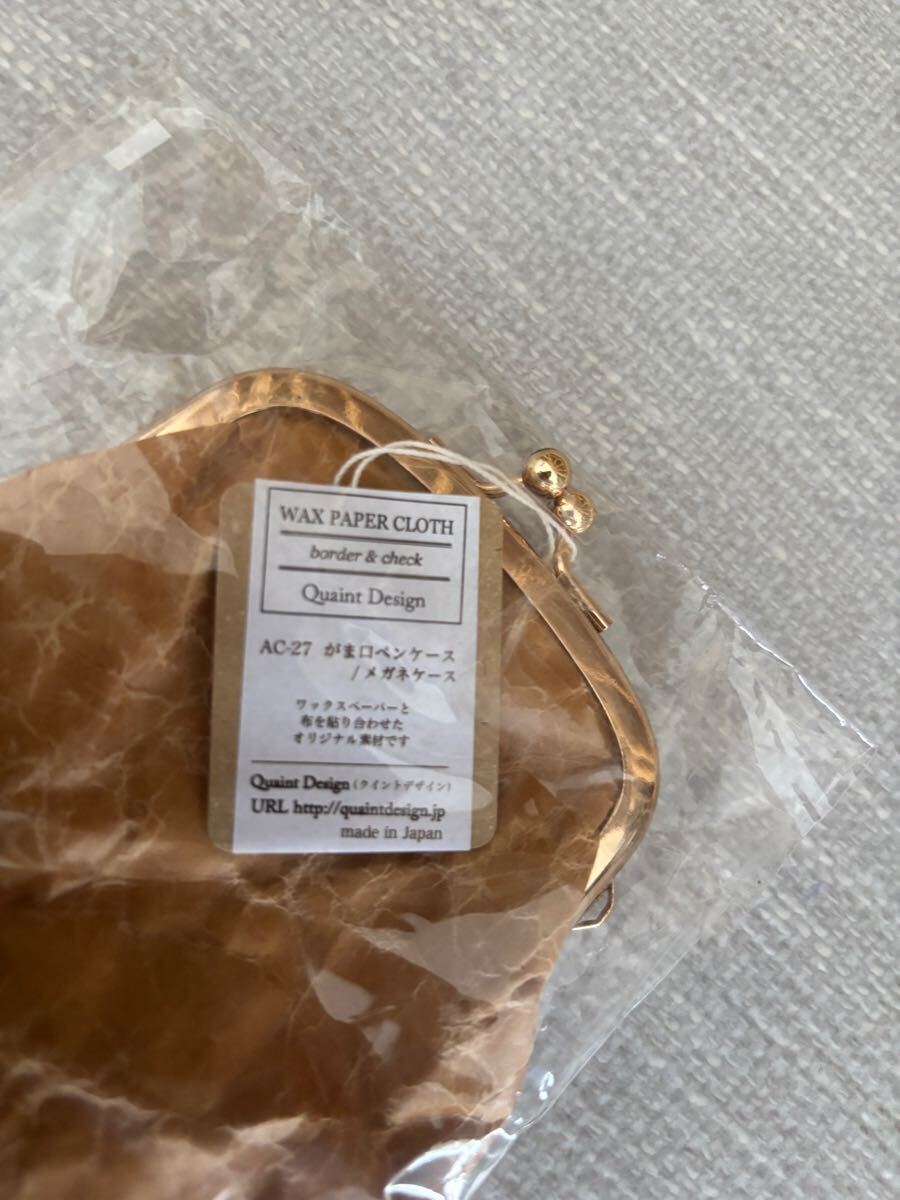 WAX PAPER CLOTH
border & check
Quaint Design
AC-27 がま口ペンケース
/メガネケース
ワックスペーパーと
布を貼り合わせた
オリジナル素材です
Quaint Design (クイントデザイン)
URL http://quaintdesign.jp
made in Japan